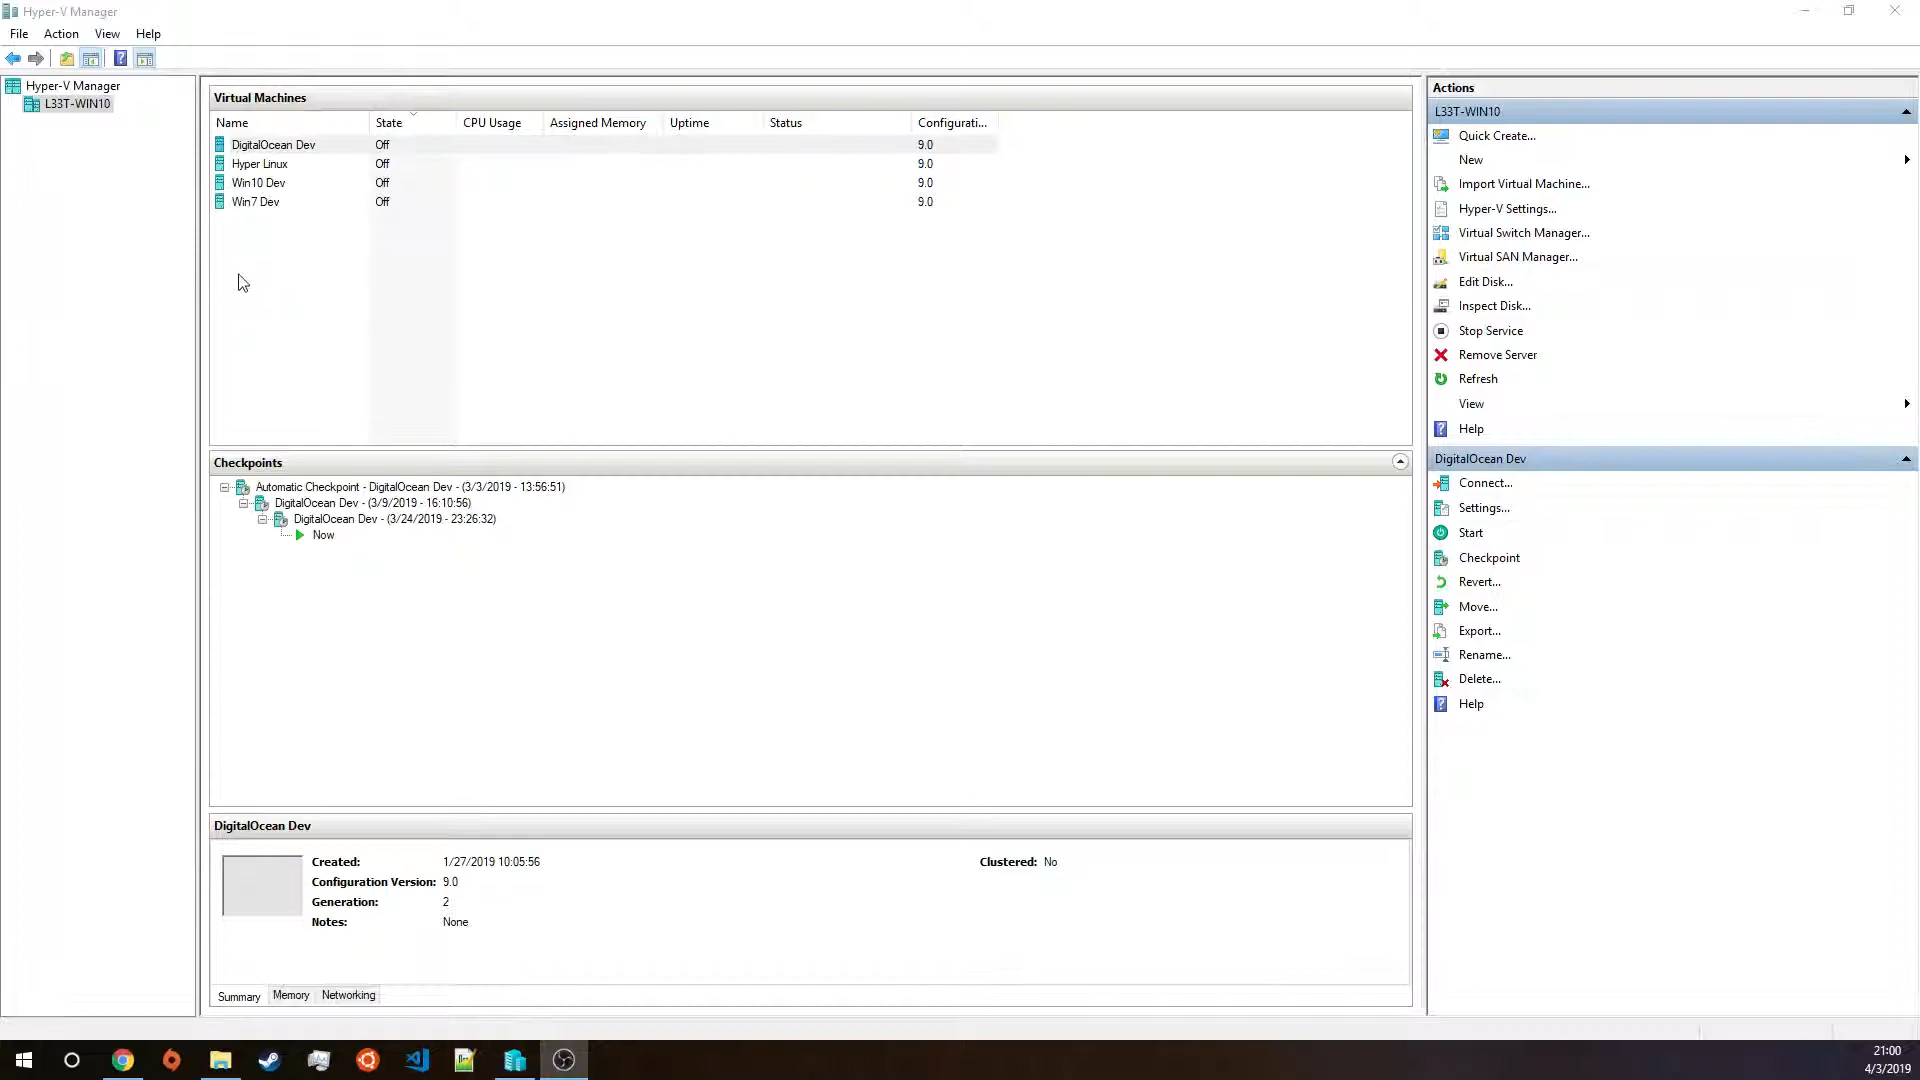 Hyper-V Manager
File Action View Help
Hyper-V Manager
L33T-WIN10
Virtual Machines
Name State CPU Usage Assigned Memory Uptime Status Configurati...
DigitalOcean Dev Off 9.0
Hyper Linux Off 9.0
Win10 Dev Off 9.0
Win7 Dev Off 9.0
Checkpoints
Automatic Checkpoint - DigitalOcean Dev - (3/3/2019 - 13:56:51)
DigitalOcean Dev - (3/9/2019 - 16:10:56)
DigitalOcean Dev - (3/24/2019 - 23:26:32)
Now
DigitalOcean Dev
Created: 1/27/2019 10:05:56 Clustered: No
Configuration Version: 9.0
Generation: 2
Notes: None
Summary Memory Networking
Actions
L33T-WIN10
Quick Create...
New
Import Virtual Machine...
Hyper-V Settings...
Virtual Switch Manager...
Virtual SAN Manager...
Edit Disk...
Inspect Disk...
Stop Service
Remove Server
Refresh
View
Help
DigitalOcean Dev
Connect...
Settings...
Start
Checkpoint
Revert...
Move...
Export...
Rename...
Delete...
Help
21:00
4/3/2019